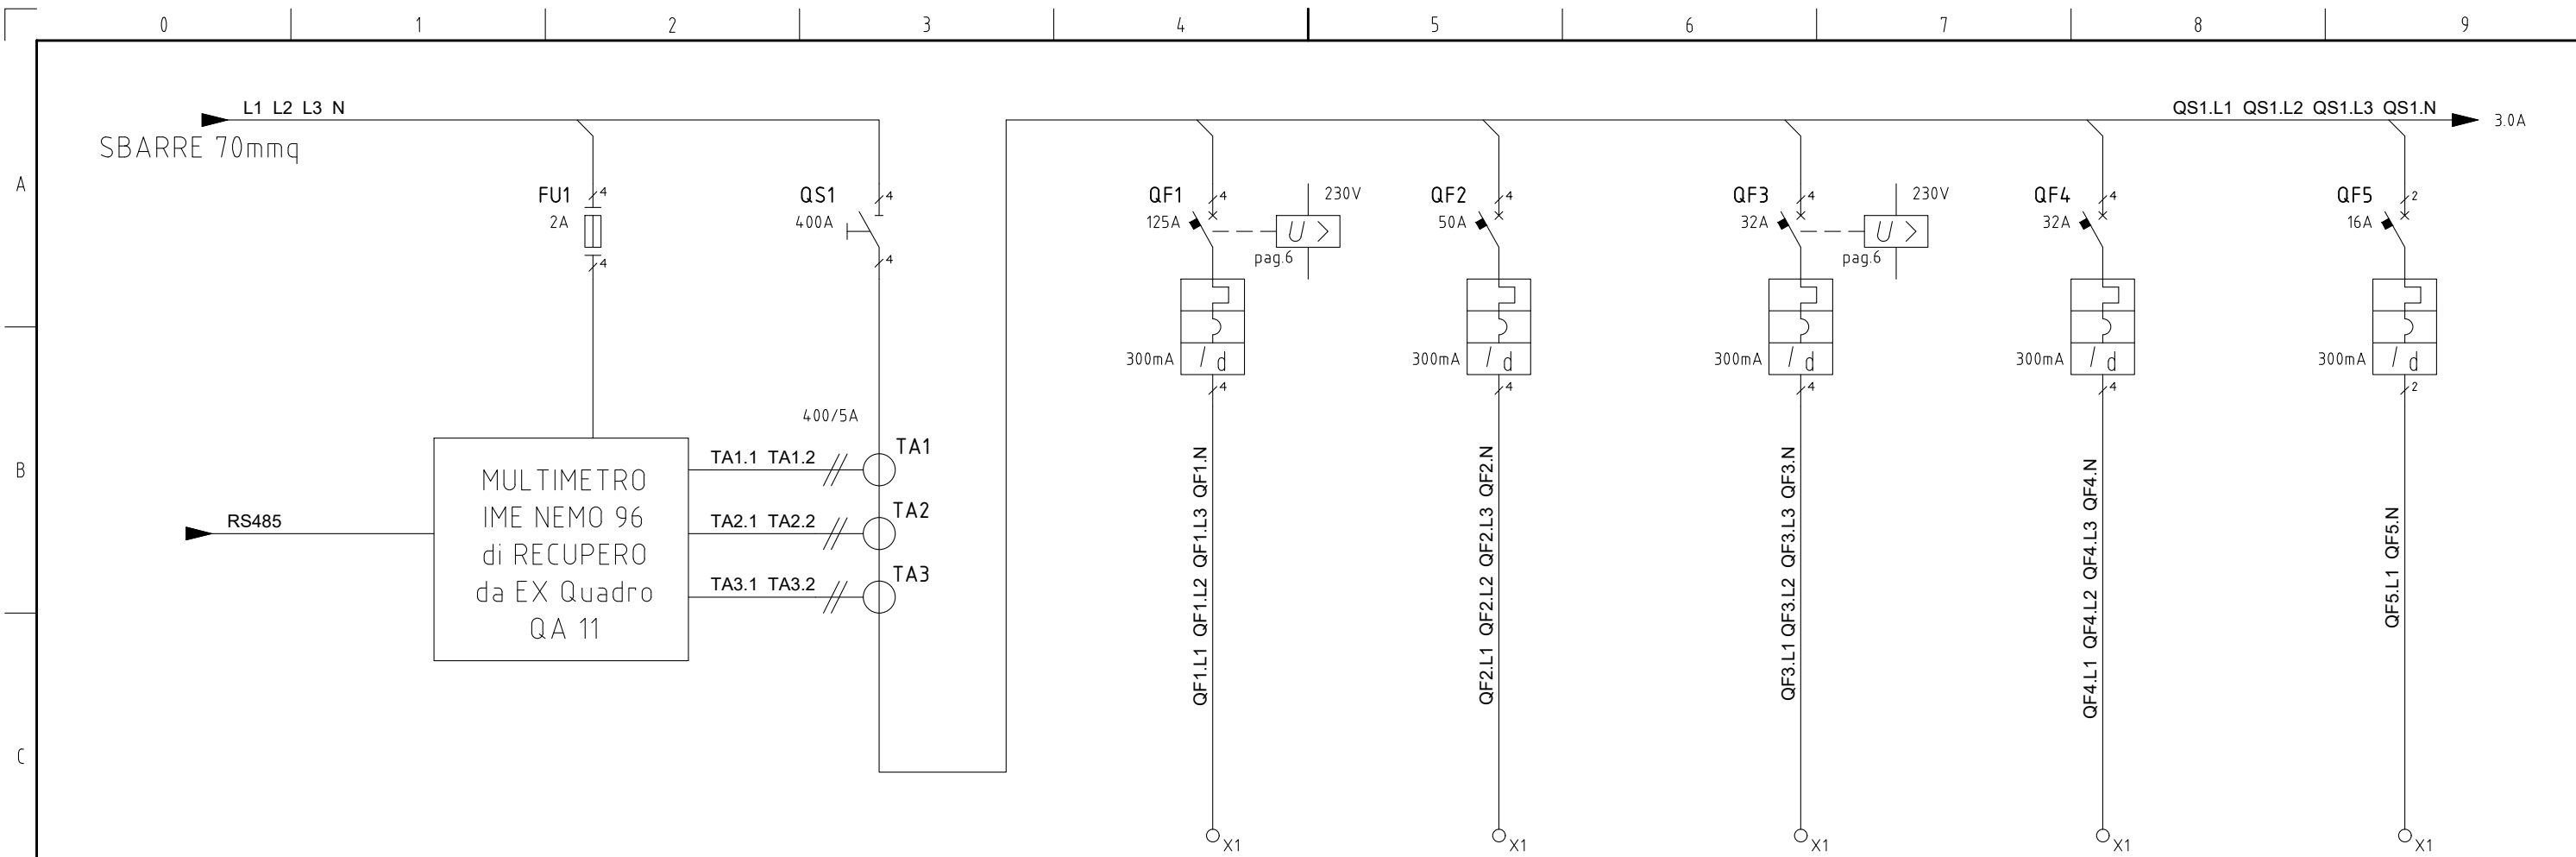 0 1 2 3 4 5 6 7 8 9
L1 L2 L3 N
QS1.L1 QS1.L2 QS1.L3 QS1.N
3.0A
SBARRE 70mmq
A
FU1
2A
4
4
QS1
400A
4
4
QF1
125A
4
230V
U >
pag.6
QF2
50A
4
QF3
32A
4
230V
U >
pag.6
QF4
32A
4
QF5
16A
2
300mA
I d
4
300mA
I d
4
300mA
I d
4
300mA
I d
4
300mA
I d
2
B
400/5A
TA1
TA1.1 TA1.2
TA2
TA2.1 TA2.2
TA3
TA3.1 TA3.2
RS485
MULTIMETRO
IME NEMO 96
di RECUPERO
da EX Quadro
QA 11
QF1.L1 QF1.L2 QF1.L3 QF1.N
QF2.L1 QF2.L2 QF2.L3 QF2.N
QF3.L1 QF3.L2 QF3.L3 QF3.N
QF4.L1 QF4.L2 QF4.L3 QF4.N
QF5.L1 QF5.N
C
X1
X1
X1
X1
X1